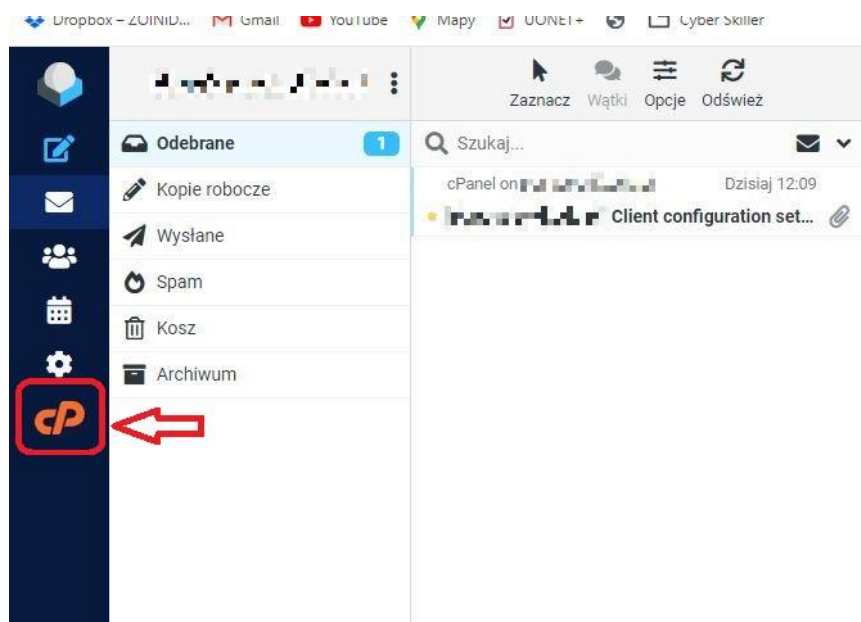 Dropbox – ZOINiD... Gmail YouTube Mapy UONET+ Cyber Skiller
Zaznacz Wątki Opcje Odśwież
Odebrane 1
Szukaj...
Kopie robocze
cPanel on Dzisiaj 12:09
Client configuration set...
Wysłane
Spam
Kosz
Archiwum
cP